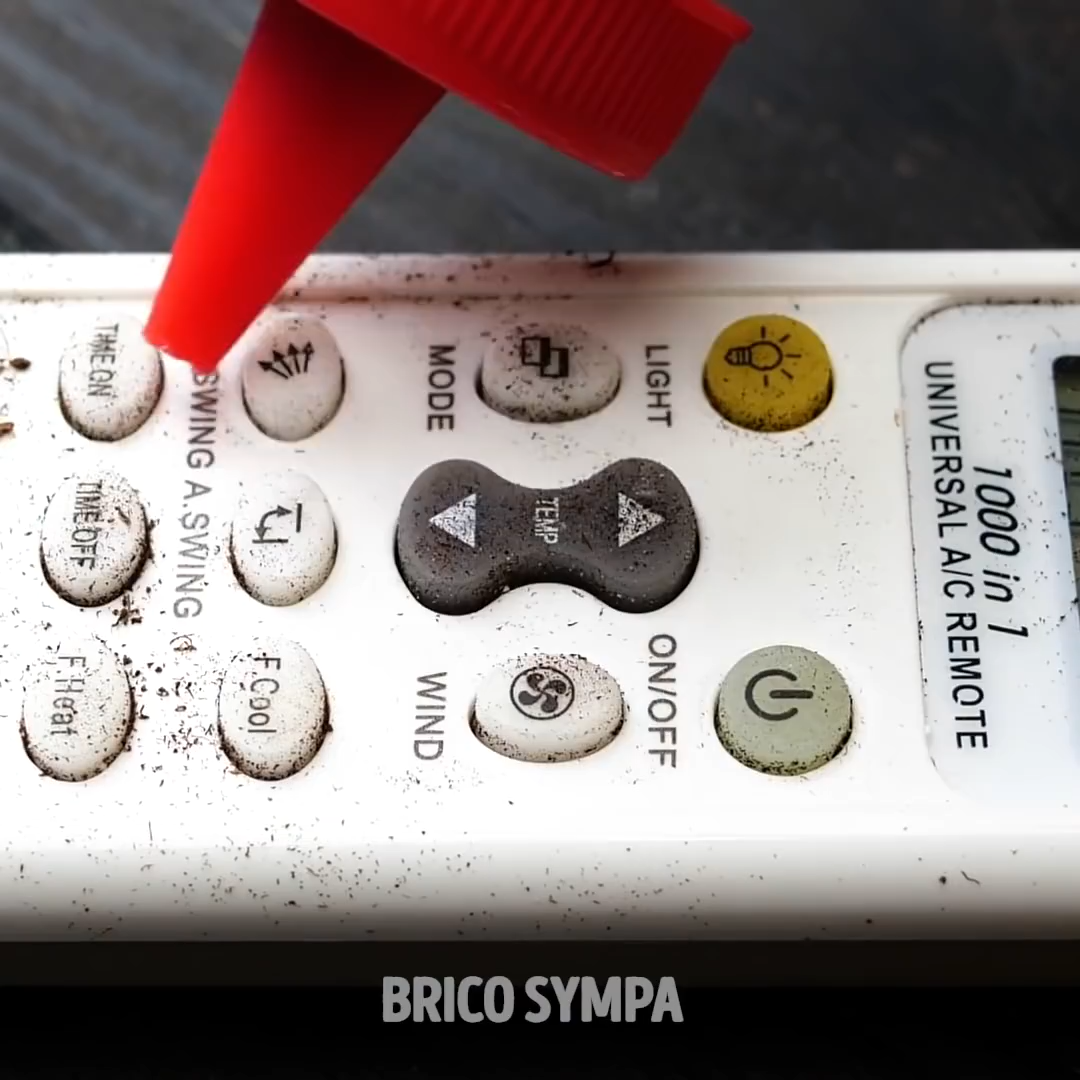 TIME ON
SWING A.SWING
MODE
LIGHT
UNIVERSAL A/C REMOTE
1000 in 1
TIME OFF
TEMP
F.Heat
F.Cool
WIND
ON/OFF
BRICO SYMPA